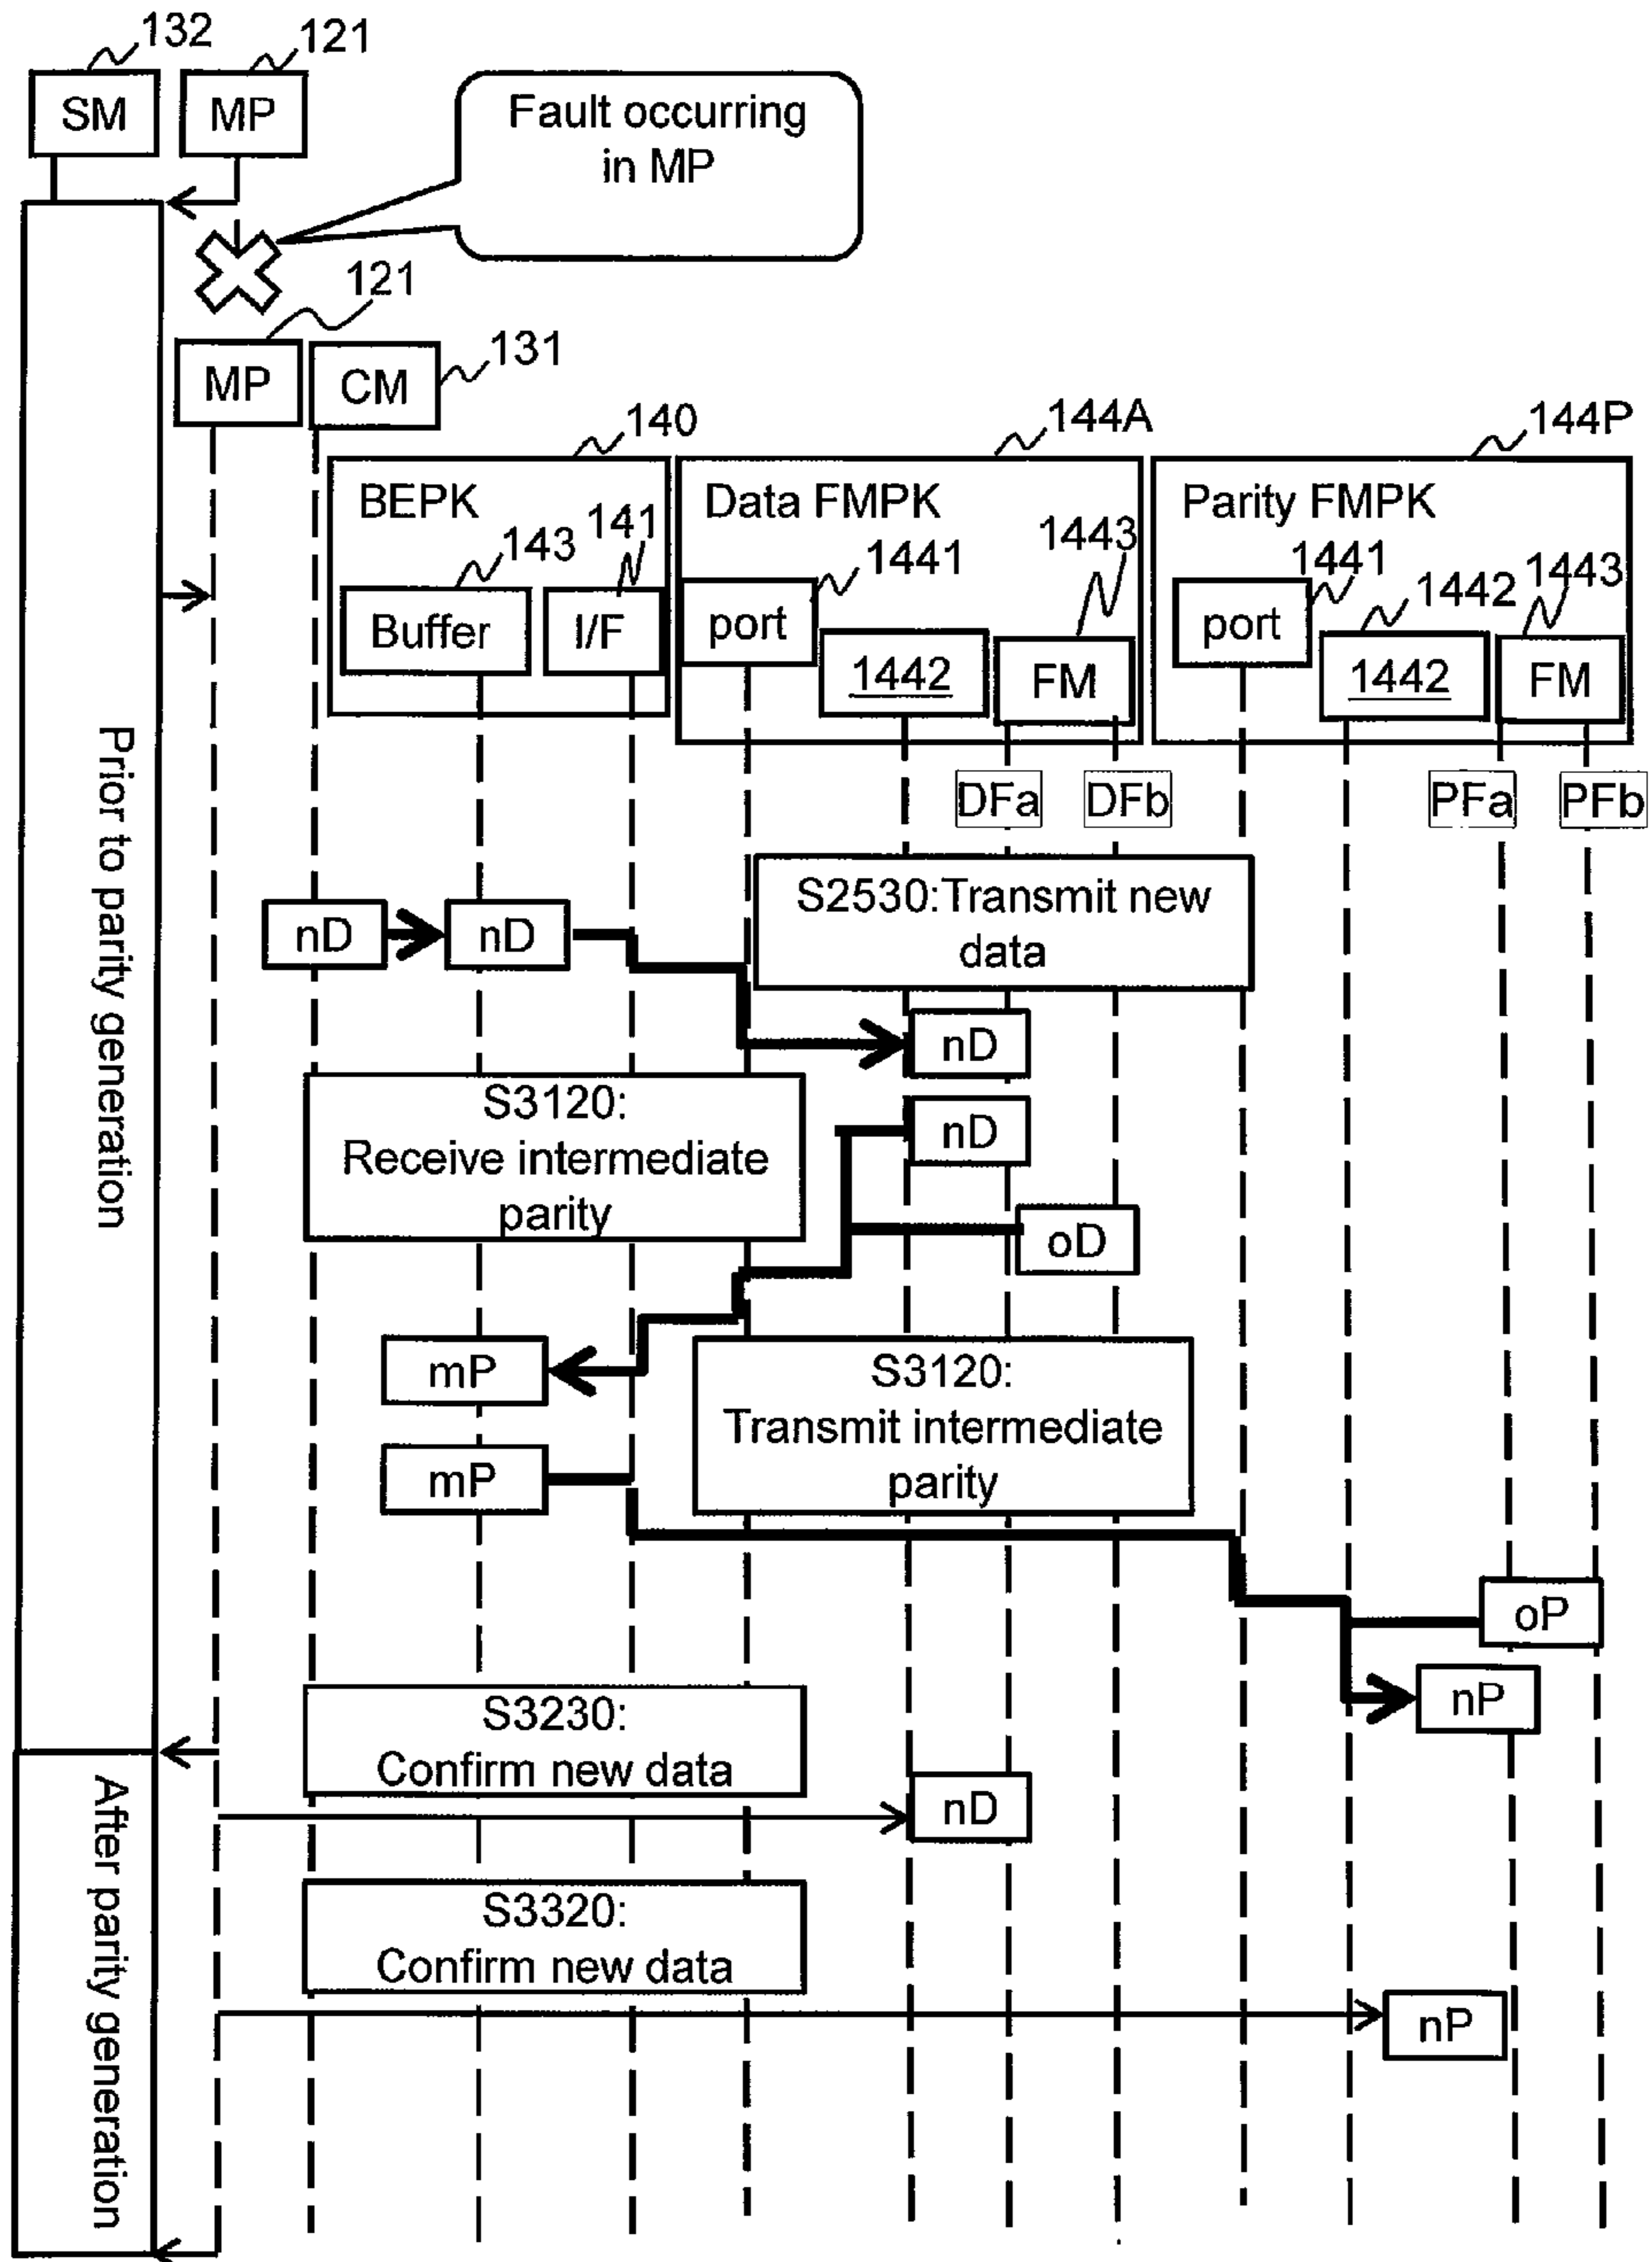 132
121
SM
MP
Fault occurring
in MP
121
131
MP
CM
140
144A
144P
BEPK
Data FMPK
Parity FMPK
143
141
1441
1443
1441
1442
1443
Buffer
I/F
port
1442
FM
port
1442
FM
DFa
DFb
PFa
PFb
Prior to parity generation
S2530:Transmit new
data
nD
nD
nD
S3120:
Receive intermediate
parity
nD
oD
mP
S3120:
Transmit intermediate
parity
mP
oP
nP
S3230:
Confirm new data
nD
After parity generation
S3320:
Confirm new data
nP